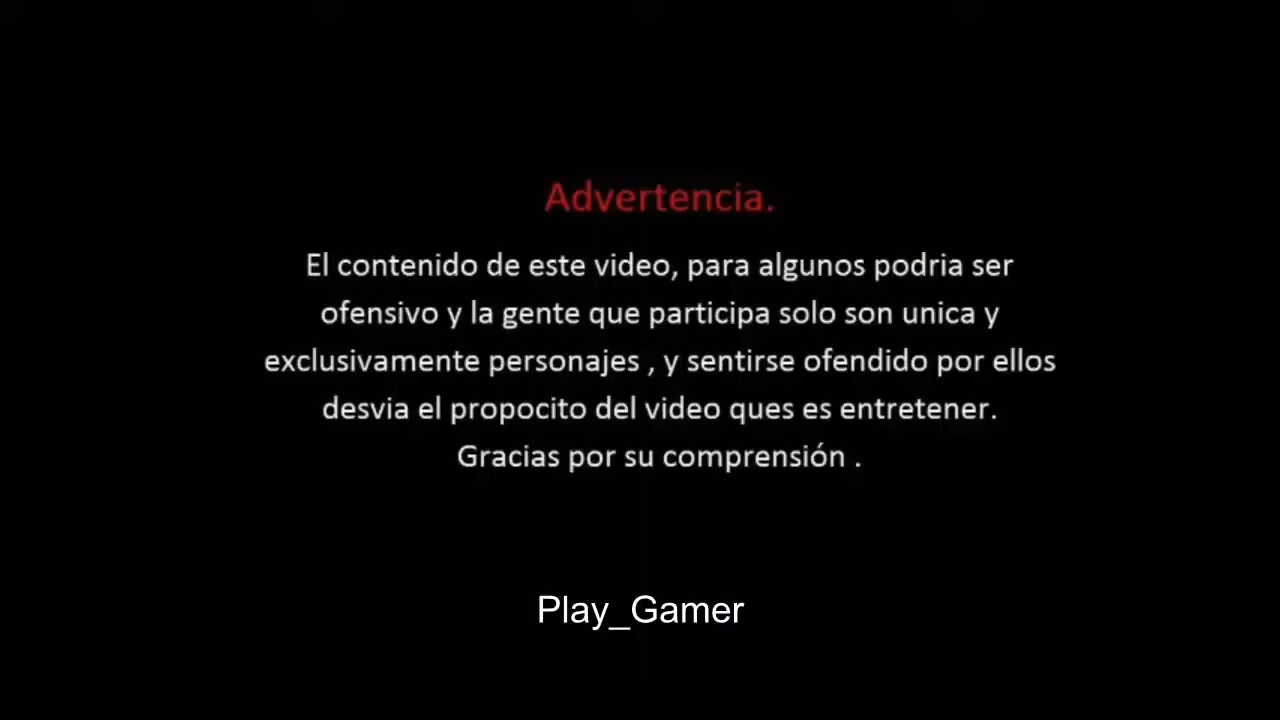 Advertencia.
El contenido de este video, para algunos podria ser
ofensivo y la gente que participa solo son unica y
exclusivamente personajes , y sentirse ofendido por ellos
desvia el propocito del video ques es entretener.
Gracias por su comprensión .
Play_Gamer